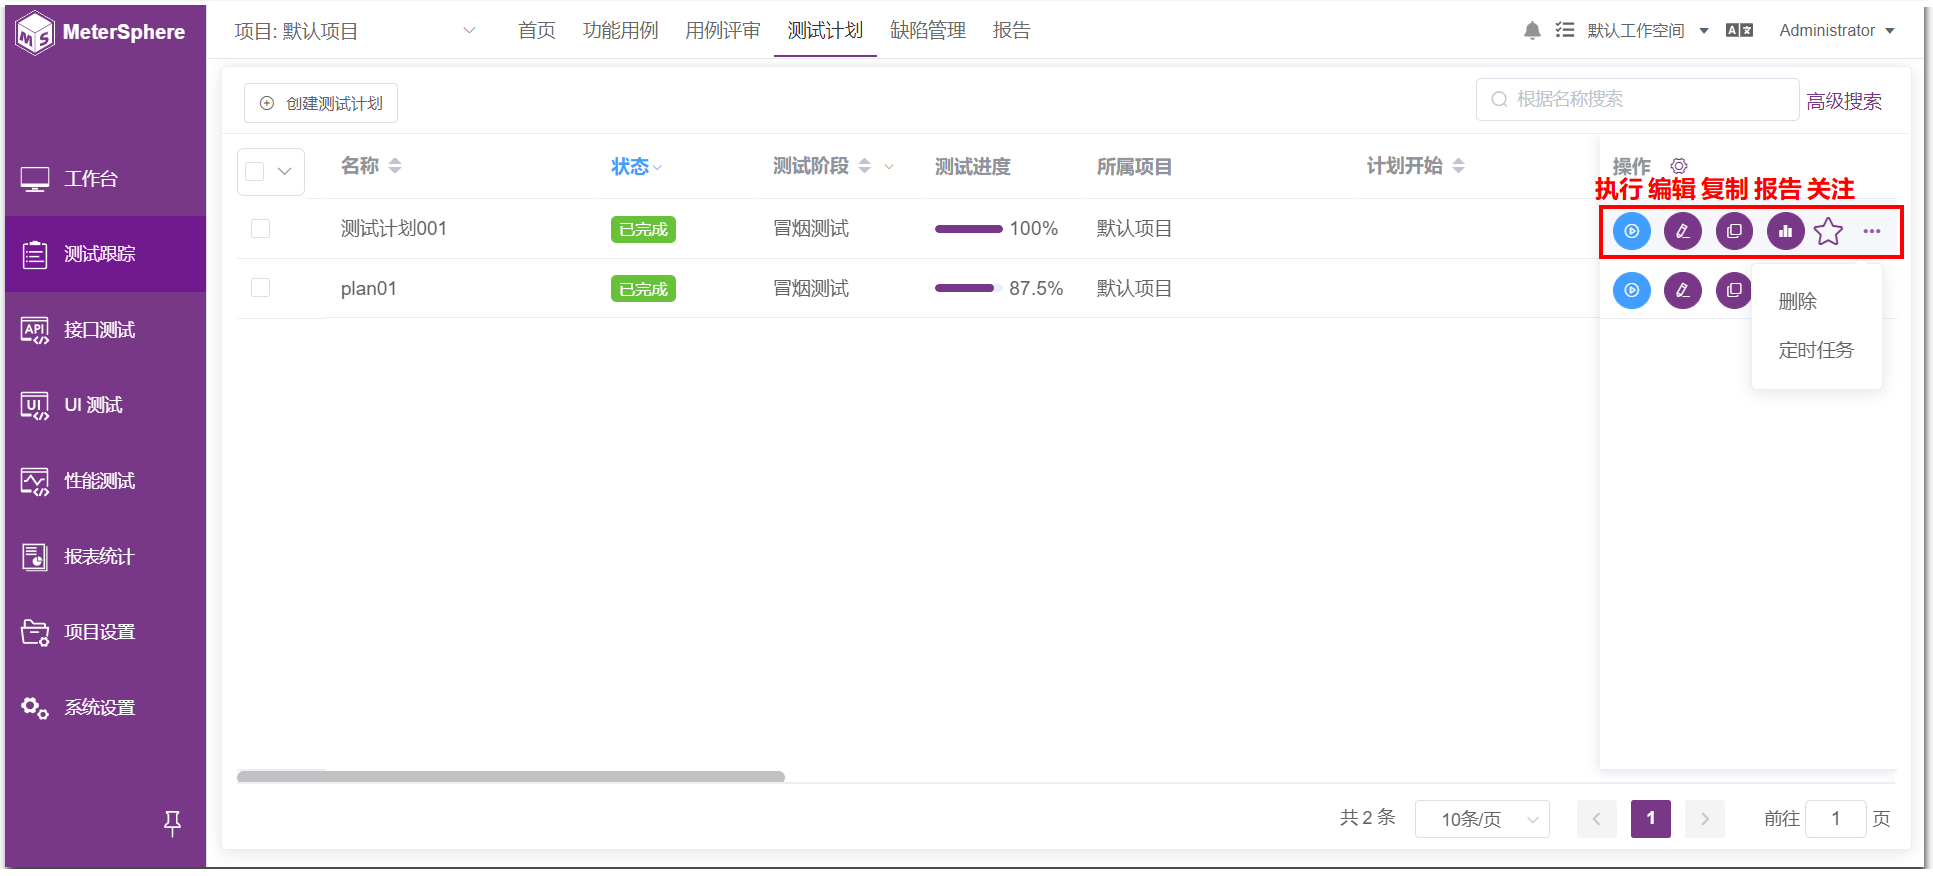 MeterSphere
项目: 默认项目
首页 功能用例 用例评审 测试计划 缺陷管理 报告
默认工作空间
Administrator
创建测试计划
根据名称搜索
高级搜索
名称 状态 测试阶段 测试进度 所属项目 计划开始 操作
执行 编辑 复制 报告 关注
测试计划001 已完成 冒烟测试 100% 默认项目
plan01 已完成 冒烟测试 87.5% 默认项目
删除
定时任务
工作台
测试跟踪
接口测试
UI 测试
性能测试
报表统计
项目设置
系统设置
共 2 条 10条/页 1 前往 1 页